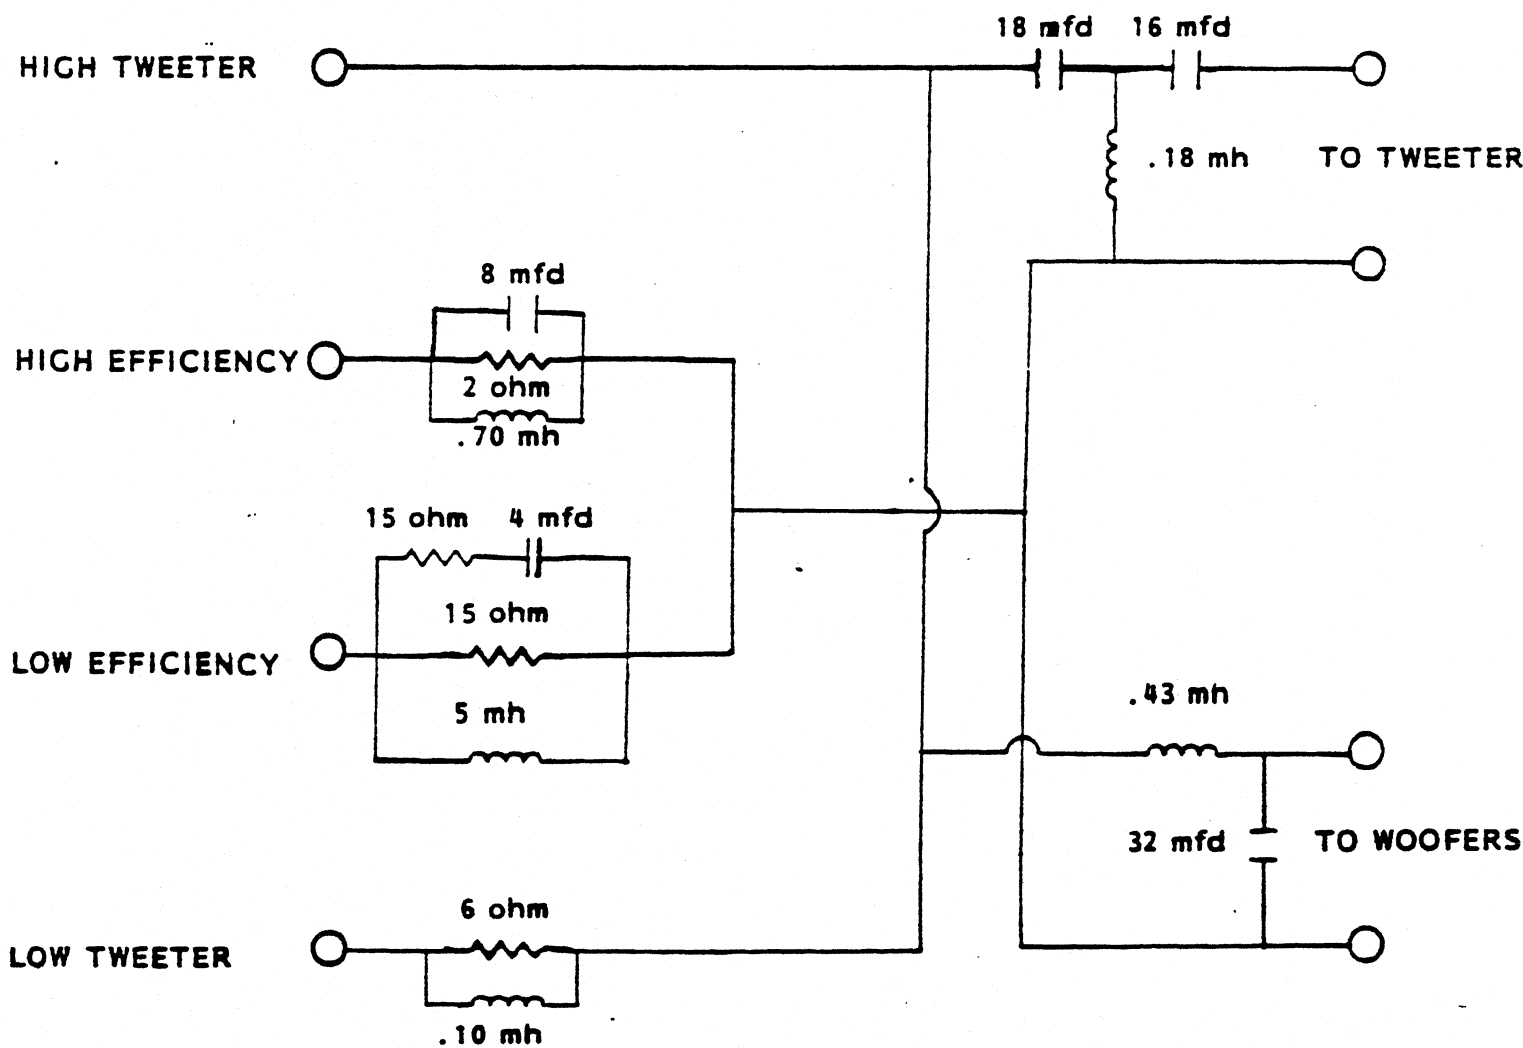 18 mfd 16 mfd
HIGH TWEETER
.18 mh
TO TWEETER
8 mfd
HIGH EFFICIENCY
2 ohm
.70 mh
15 ohm 4 mfd
15 ohm
LOW EFFICIENCY
5 mh
.43 mh
32 mfd
TO WOOFERS
6 ohm
LOW TWEETER
.10 mh